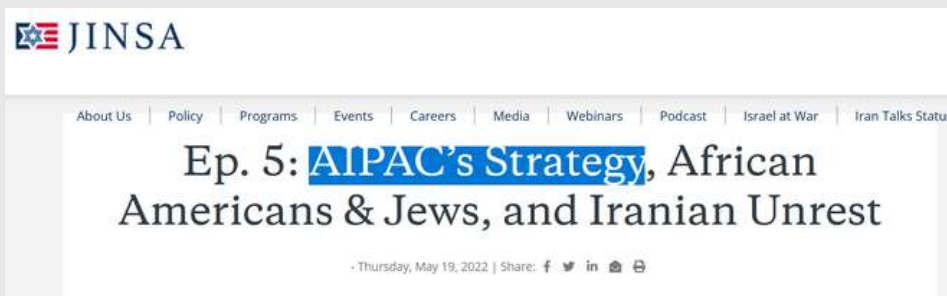 JINSA
About Us | Policy | Programs | Events | Careers | Media | Webinars | Podcast | Israel at War | Iran Talks Statu
Ep. 5: AIPAC's Strategy, African
Americans & Jews, and Iranian Unrest
- Thursday, May 19, 2022 | Share: